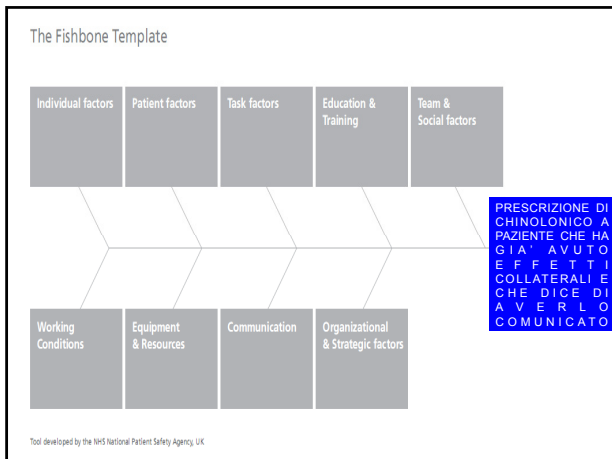 The Fishbone Template
Individual factors
Patient factors
Task factors
Education &
Training
Team &
Social factors
PRESCRIZIONE DI
CHINOLONICO A
PAZIENTE CHE HA
GIA' AVUTO
EFFETTI
COLLATERALI E
CHE DICE DI
AVERLO
COMUNICATO
Working
Conditions
Equipment
& Resources
Communication
Organizational
& Strategic factors
Tool developed by the NHS National Patient Safety Agency, UK